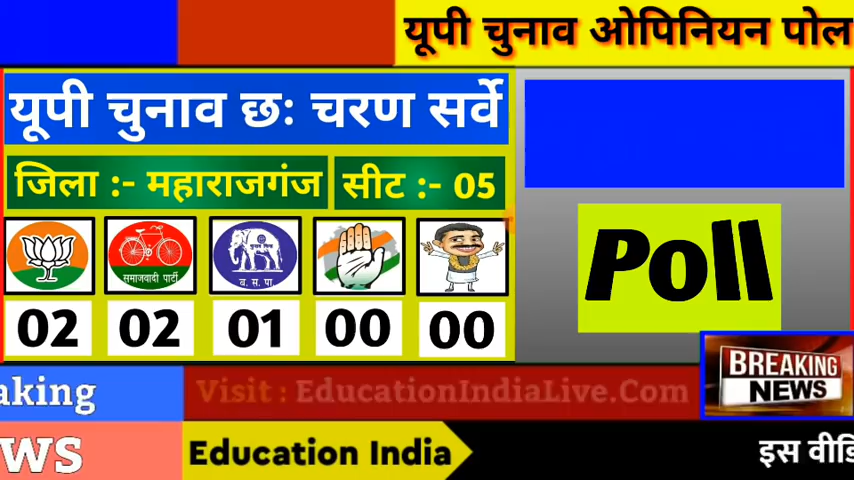 यूपी चुनाव ओपिनियन पोल
यूपी चुनाव छः चरण सर्वे
जिला :- महाराजगंज सीट :- 05
समाजवादी पार्टी
ब. स. पा
02 02 01 00 00
Poll
BREAKING
NEWS
aking
Visit : EducationIndiaLive.Com
WS
Education India
इस वीडि